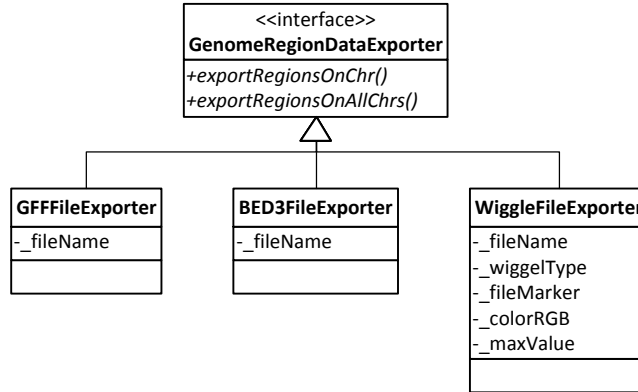 <<interface>>
GenomeRegionDataExporter
+exportRegionsOnChr()
+exportRegionsOnAllChrs()
GFFFileExporter
-_fileName
BED3FileExporter
-_fileName
WiggleFileExporter
-_fileName
-_wiggelType
-_fileMarker
-_colorRGB
-_maxValue